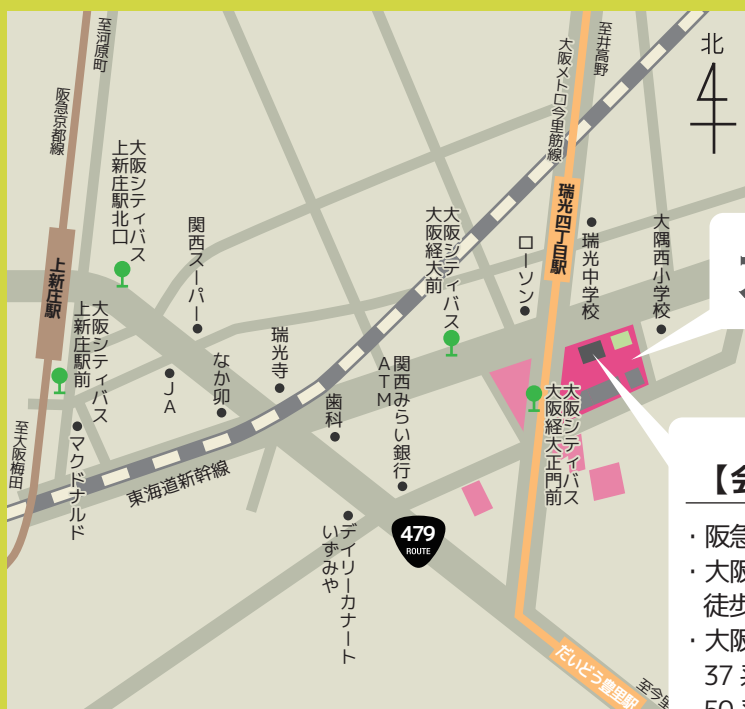 至河原町
阪急京都線
大阪シティバス
上新庄駅北口
関西スーパー
上新庄駅
大阪シティバス
上新庄駅前
JA
なか卯
瑞光寺
至大阪梅田
マクドナルド
東海道新幹線
歯科
関西みらい銀行
ATM
デイリーカナート
いずみや
479
ROUTE
大阪シティバス
大阪経大前
大阪メトロ今里筋線
至井高野
瑞光四丁目駅
ローソン
瑞光中学校
大隅西小学校
北
大阪シティバス
大阪経大正門前
だいどう豊里駅
至今里
【会
・阪急
・大阪
徒歩
・大阪
37
50